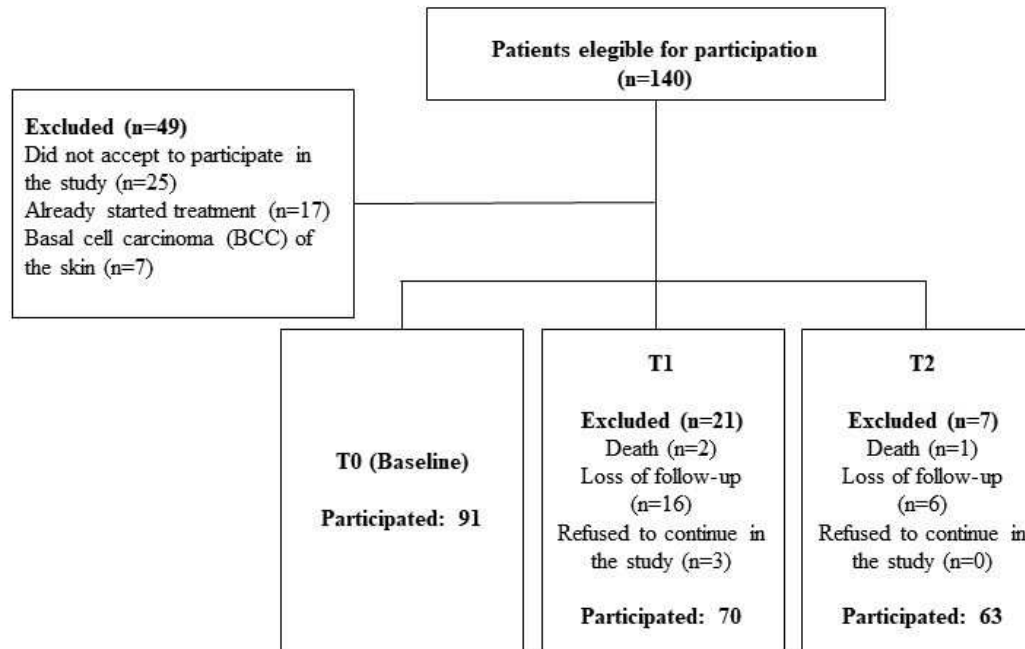 Patients elegible for participation
(n=140)
Excluded (n=49)
Did not accept to participate in
the study (n=25)
Already started treatment (n=17)
Basal cell carcinoma (BCC) of
the skin (n=7)
T0 (Baseline)
Participated: 91
T1
Excluded (n=21)
Death (n=2)
Loss of follow-up
(n=16)
Refused to continue in
the study (n=3)
Participated: 70
T2
Excluded (n=7)
Death (n=1)
Loss of follow-up
(n=6)
Refused to continue in
the study (n=0)
Participated: 63